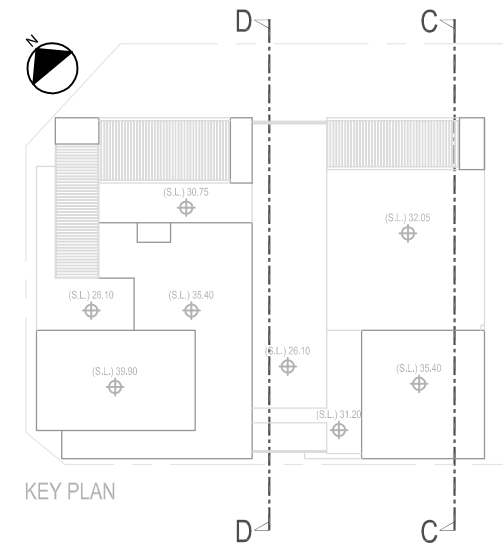 D C
N
(S.L.) 30.75
(S.L.) 32.05
(S.L.) 26.10 (S.L.) 35.40
(S.L.) 26.10
(S.L.) 39.90 (S.L.) 35.40
(S.L.) 31.20
KEY PLAN
D C